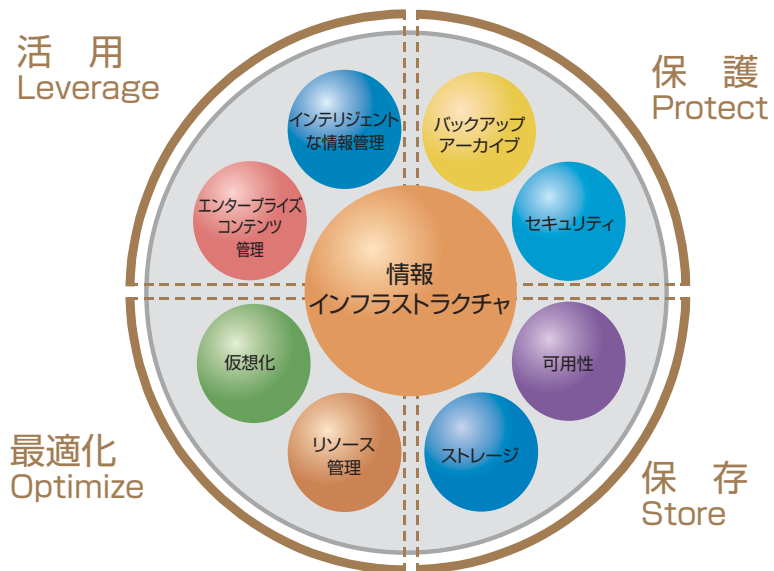 活 用
Leverage
保 護
Protect
インテリジェント
な情報管理
バックアップ
アーカイブ
エンタープライズ
コンテンツ
管理
セキュリティ
情報
インフラストラクチャ
仮想化
可用性
リソース
管理
ストレージ
最適化
Optimize
保 存
Store